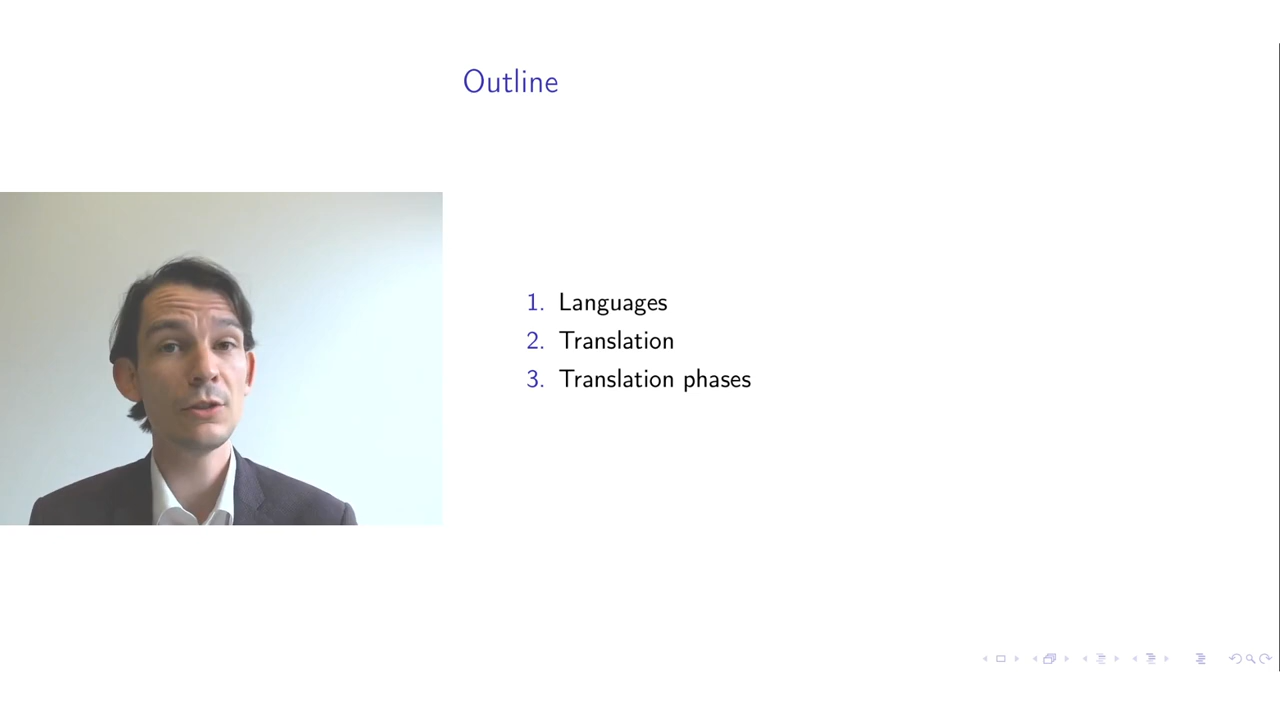 Outline
1. Languages
2. Translation
3. Translation phases